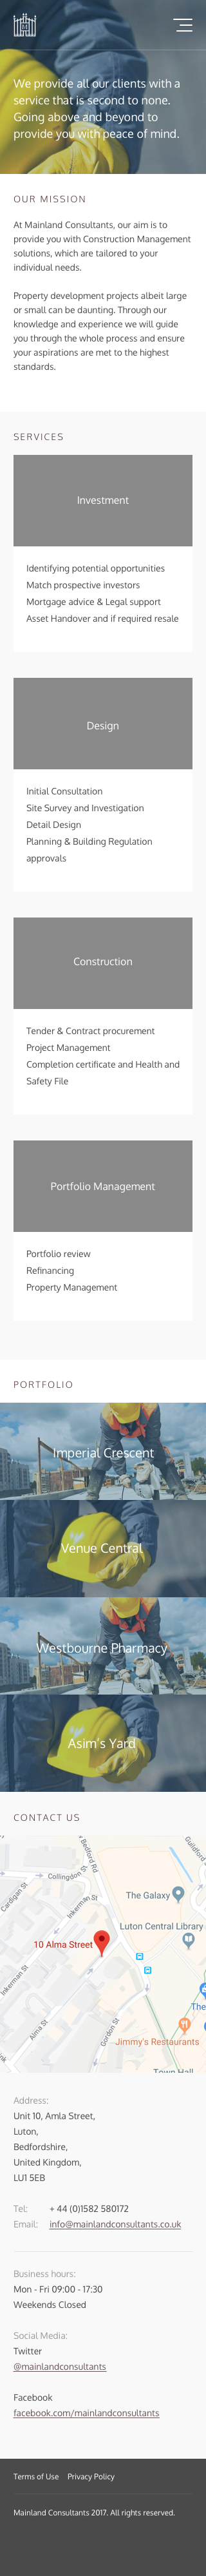 We provide all our clients with a
service that is second to none.
Going above and beyond to
provide you with peace of mind.
OUR MISSION
At Mainland Consultants, our aim is to
provide you with Construction Management
solutions, which are tailored to your
individual needs.
Property development projects albeit large
or small can be daunting. Through our
knowledge and experience we will guide
you through the whole process and ensure
your aspirations are met to the highest
standards.
SERVICES
Investment
Identifying potential opportunities
Match prospective investors
Mortgage advice & Legal support
Asset Handover and if required resale
Design
Initial Consultation
Site Survey and Investigation
Detail Design
Planning & Building Regulation
approvals
Construction
Tender & Contract procurement
Project Management
Completion certificate and Health and
Safety File
Portfolio Management
Portfolio review
Refinancing
Property Management
PORTFOLIO
Imperial Crescent
Venue Central
Westbourne Pharmacy
Asim's Yard
CONTACT US
Guildford
Bedford Rd
Collingdon St
Cardigan St
The Galaxy
Inkerman St
Luton Central Library
10 Alma Street
Inkerman St
The
Alma St
Gordon St
Jimmy's Restaurants
Town Hall
Address:
Unit 10, Amla Street,
Luton,
Bedfordshire,
United Kingdom,
LU1 5EB
Tel: + 44 (0)1582 580172
Email: info@mainlandconsultants.co.uk
Business hours:
Mon - Fri 09:00 - 17:30
Weekends Closed
Social Media:
Twitter
@mainlandconsultants
Facebook
facebook.com/mainlandconsultants
Terms of Use Privacy Policy
Mainland Consultants 2017. All rights reserved.